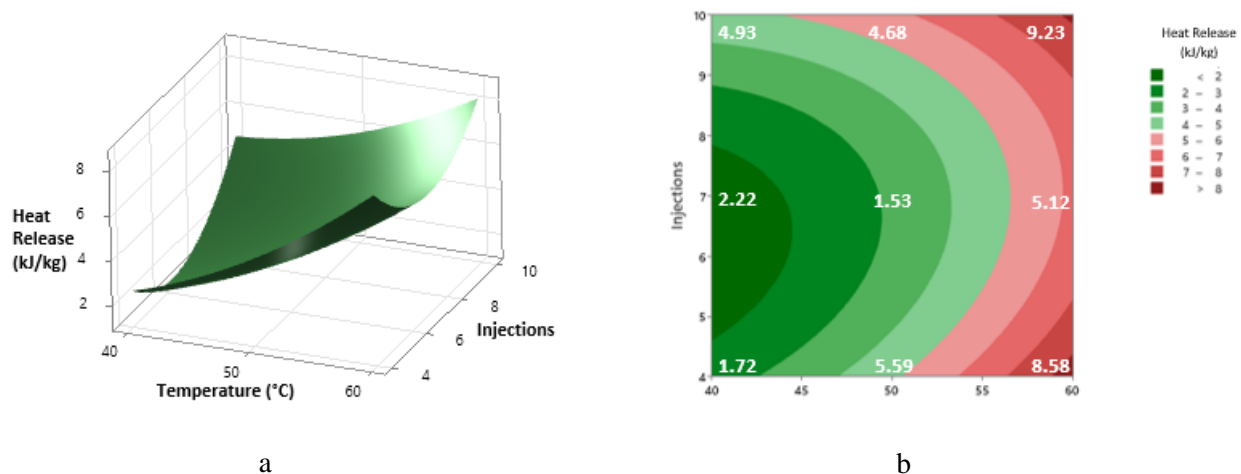 8
6
4
2
Heat
Release
(kJ/kg)
40
50
60
Temperature (°C)
4
6
8
10
Injections
a
10
9
8
7
6
5
4
Injections
4.93 4.68 9.23
2.22 1.53 5.12
1.72 5.59 8.58
40 45 50 55 60
Heat Release
(kJ/kg)
< 2
2 – 3
3 – 4
4 – 5
5 – 6
6 – 7
7 – 8
> 8
b